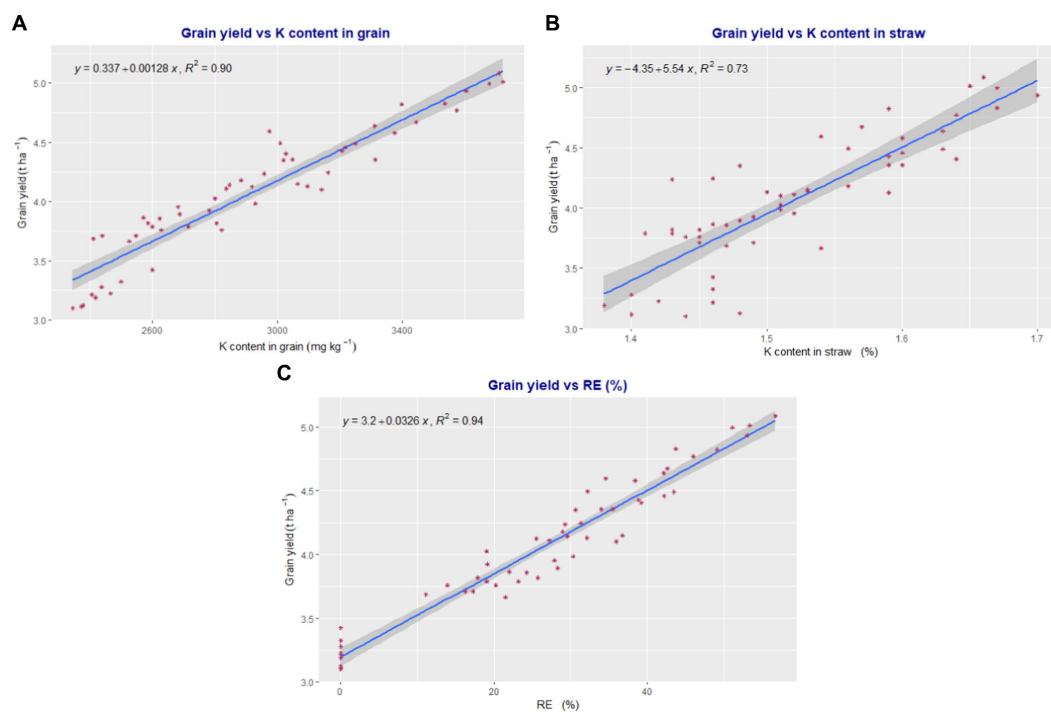 A
Grain yield vs K content in grain
y = 0.337+0.00128 x, R² = 0.90
Grain yield (t ha⁻¹)
5.0
4.5
4.0
3.5
3.0
2600
3000
3400
K content in grain (mg kg⁻¹)
B
Grain yield vs K content in straw
y = −4.35+5.54 x, R² = 0.73
Grain yield (t ha⁻¹)
5.0
4.5
4.0
3.5
3.0
1.4
1.5
1.6
1.7
K content in straw (%)
C
Grain yield vs RE (%)
y = 3.2+0.0326 x, R² = 0.94
Grain yield (t ha⁻¹)
5.0
4.5
4.0
3.5
3.0
0
20
40
RE (%)